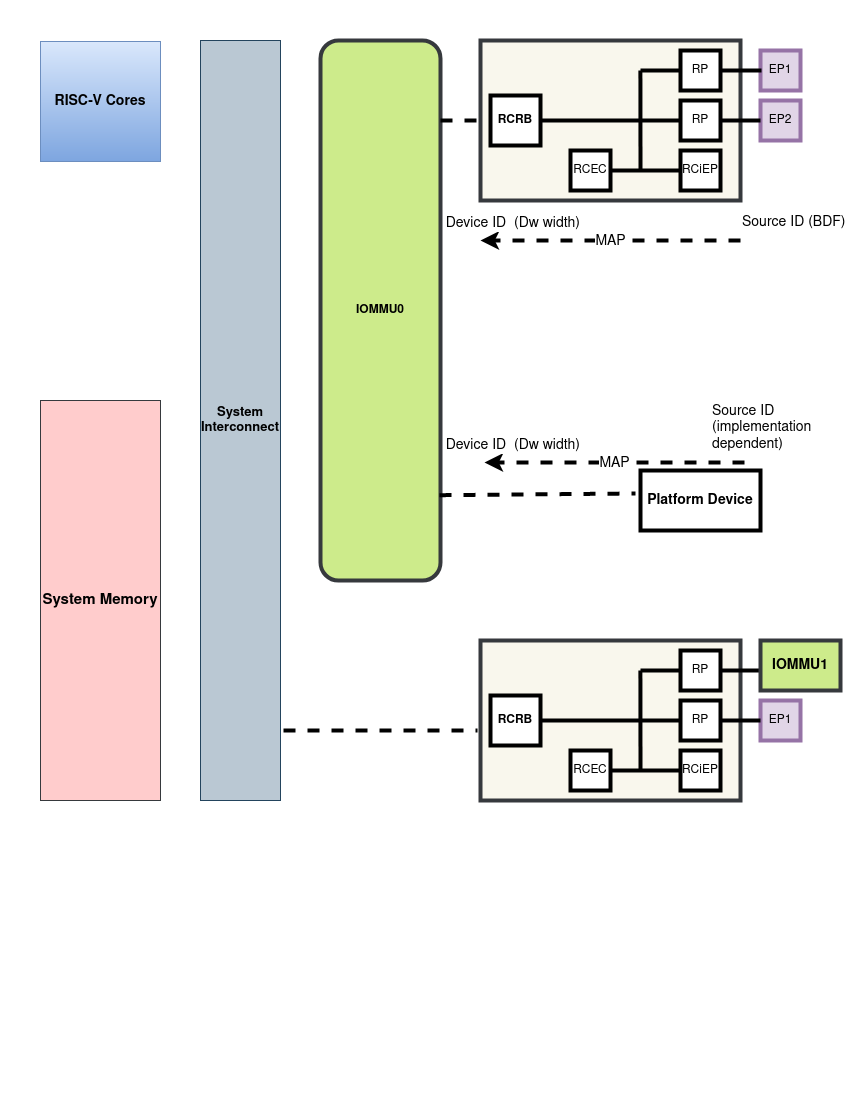 RISC-V Cores
System
Interconnect
System Memory
IOMMU0
RCRB
RP
EP1
RP
EP2
RCEC
RCiEP
Device ID  (Dw width)
MAP
Source ID (BDF)
Source ID
(implementation
dependent)
Device ID  (Dw width)
MAP
Platform Device
RCRB
RP
IOMMU1
RP
EP1
RCEC
RCiEP